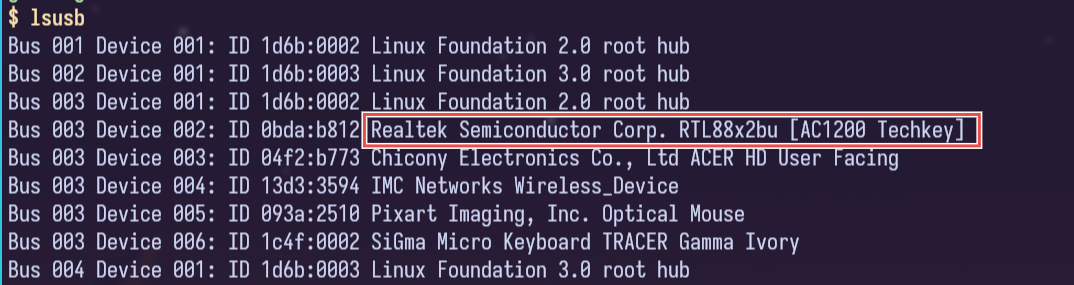 $ lsusb
Bus 001 Device 001: ID 1d6b:0002 Linux Foundation 2.0 root hub
Bus 002 Device 001: ID 1d6b:0003 Linux Foundation 3.0 root hub
Bus 003 Device 001: ID 1d6b:0002 Linux Foundation 2.0 root hub
Bus 003 Device 002: ID 0bda:b812 Realtek Semiconductor Corp. RTL88x2bu [AC1200 Techkey]
Bus 003 Device 003: ID 04f2:b773 Chicony Electronics Co., Ltd ACER HD User Facing
Bus 003 Device 004: ID 13d3:3594 IMC Networks Wireless_Device
Bus 003 Device 005: ID 093a:2510 Pixart Imaging, Inc. Optical Mouse
Bus 003 Device 006: ID 1c4f:0002 SiGma Micro Keyboard TRACER Gamma Ivory
Bus 004 Device 001: ID 1d6b:0003 Linux Foundation 3.0 root hub